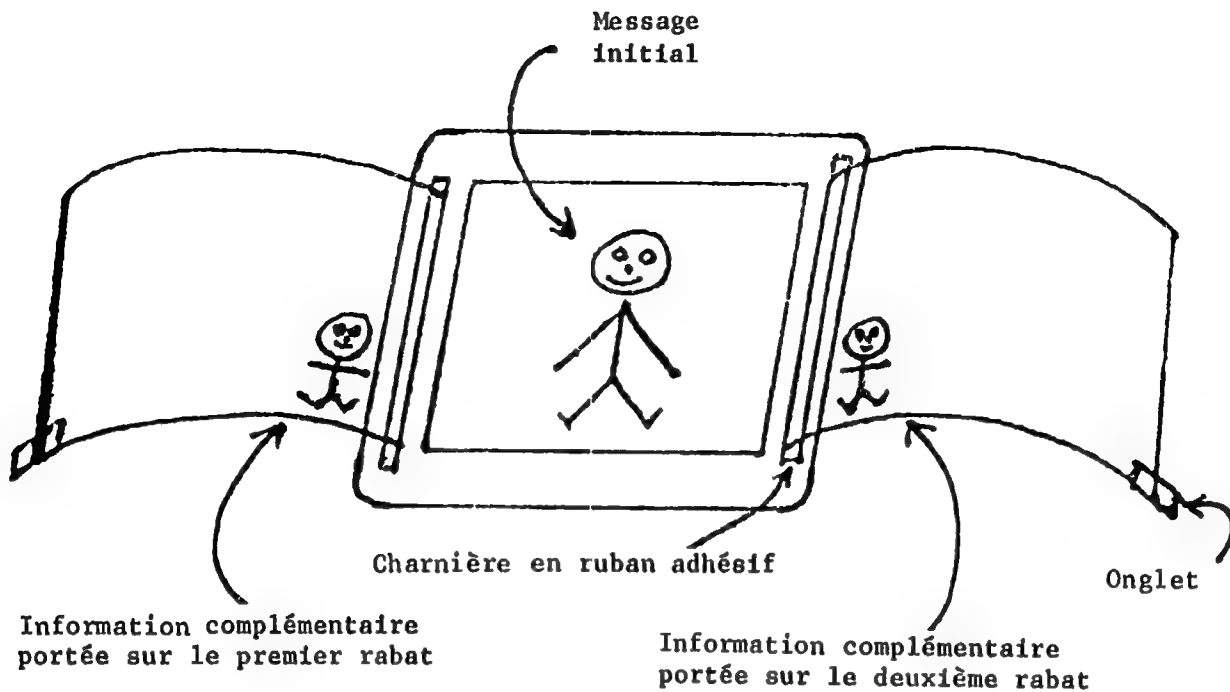 Message
initial
Charnière en ruban adhésif
Onglet
Information complémentaire
portée sur le premier rabat
Information complémentaire
portée sur le deuxième rabat